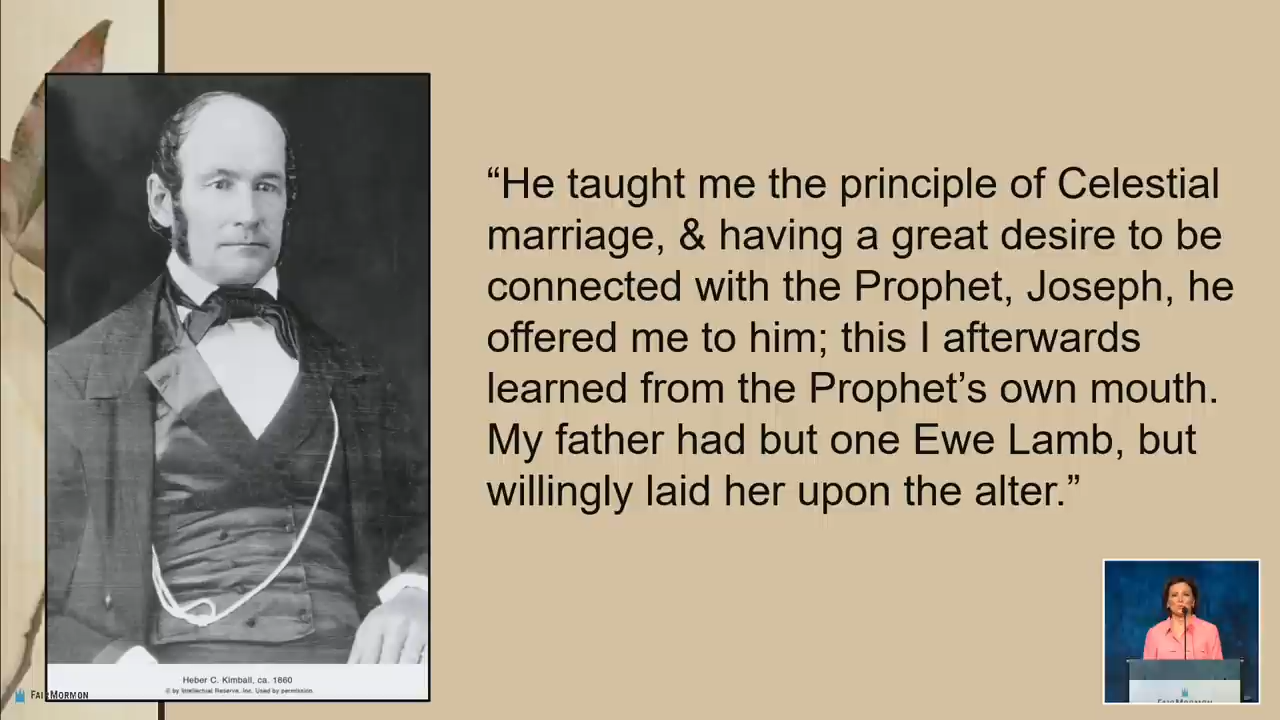 “He taught me the principle of Celestial
marriage, & having a great desire to be
connected with the Prophet, Joseph, he
offered me to him; this I afterwards
learned from the Prophet’s own mouth.
My father had but one Ewe Lamb, but
willingly laid her upon the alter.”
Heber C. Kimball, ca. 1860
© by Intellectual Reserve, Inc. Used by permission.
FAIRMORMON
FAIRMORMON